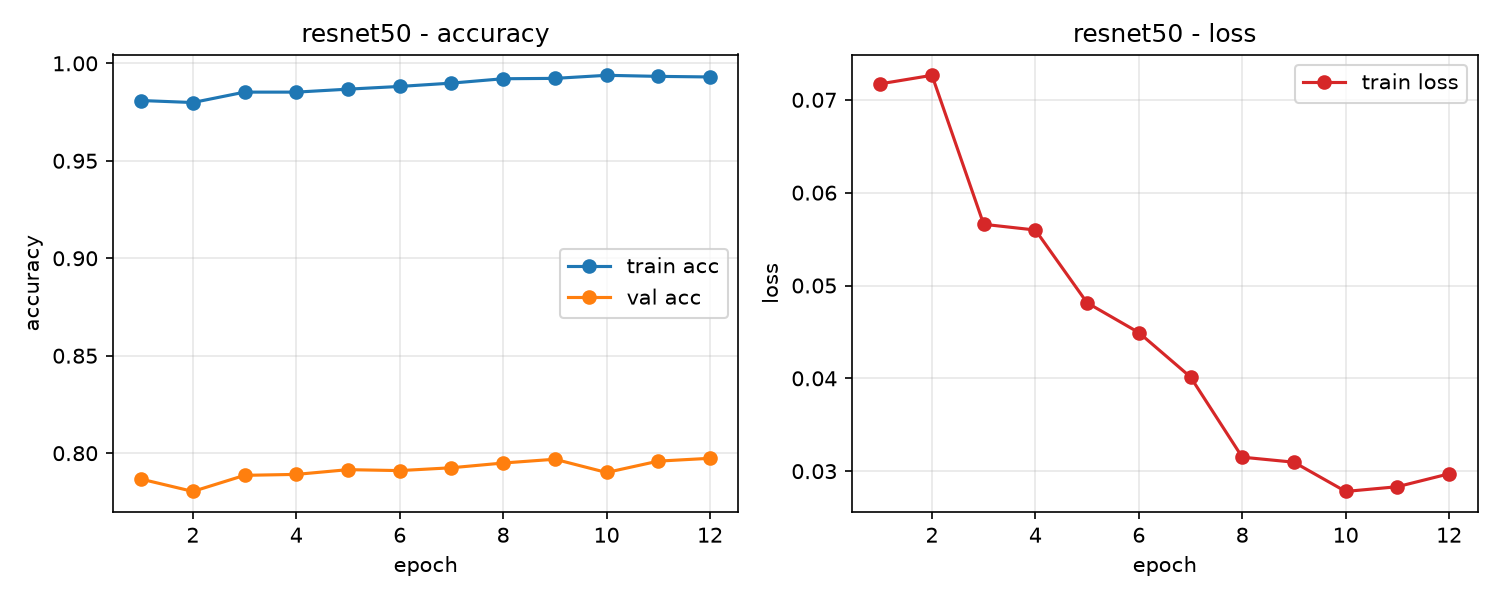 resnet50 - accuracy
1.00
0.95
0.90
0.85
0.80
accuracy
train acc
val acc
2 4 6 8 10 12
epoch
resnet50 - loss
0.07
0.06
0.05
0.04
0.03
loss
train loss
2 4 6 8 10 12
epoch